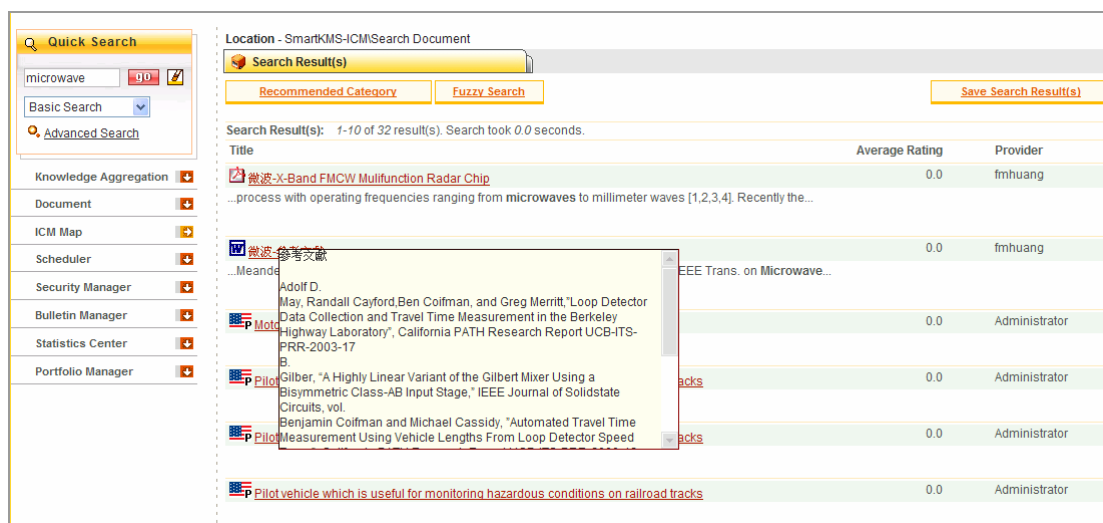 Quick Search
microwave go
Basic Search
Advanced Search
Knowledge Aggregation
Document
ICM Map
Scheduler
Security Manager
Bulletin Manager
Statistics Center
Portfolio Manager
Location - SmartKMS-ICM\Search Document
Search Result(s)
Recommended Category Fuzzy Search Save Search Result(s)
Search Result(s): 1-10 of 32 result(s). Search took 0.0 seconds.
Title Average Rating Provider
微波-X-Band FMCW Mulifunction Radar Chip 0.0 fmhuang
...process with operating frequencies ranging from microwaves to millimeter waves [1,2,3,4]. Recently the...
微波-參考文獻 0.0 fmhuang
...Meande EEE Trans. on Microwave...
參考文獻
Adolf D.
May, Randall Cayford,Ben Coifman, and Greg Merritt,"Loop Detector
Data Collection and Travel Time Measurement in the Berkeley
Highway Laboratory", California PATH Research Report UCB-ITS-
PRR-2003-17
B.
Gilber, "A Highly Linear Variant of the Gilbert Mixer Using a
Bisymmetric Class-AB Input Stage," IEEE Journal of Solidstate
Circuits, vol.
Benjamin Coifman and Michael Cassidy, "Automated Travel Time
Measurement Using Vehicle Lengths From Loop Detector Speed
P Moto 0.0 Administrator
P Pilot racks 0.0 Administrator
P Pilot racks 0.0 Administrator
P Pilot vehicle which is useful for monitoring hazardous conditions on railroad tracks 0.0 Administrator